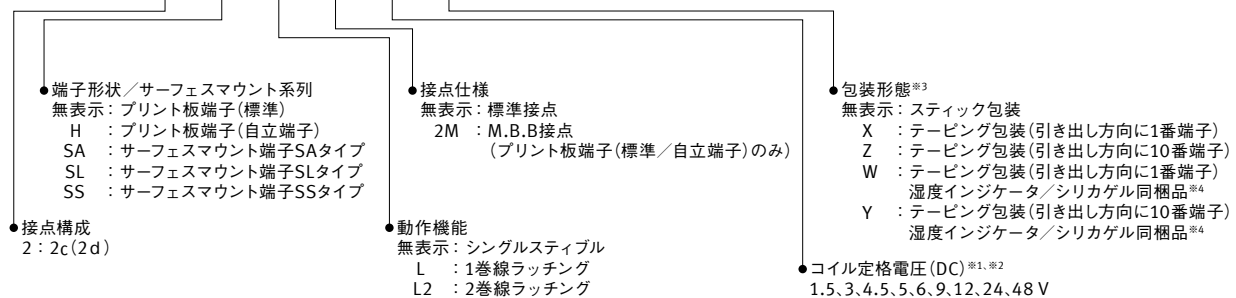 端子形状／サーフェスマウント系列
無表示：プリント板端子(標準)
H ：プリント板端子(自立端子)
SA ：サーフェスマウント端子SAタイプ
SL ：サーフェスマウント端子SLタイプ
SS ：サーフェスマウント端子SSタイプ
接点構成
2：2c(2d)
接点仕様
無表示：標準接点
2M ：M.B.B接点
(プリント板端子(標準／自立端子)のみ)
動作機能
無表示：シングルスティブル
L ：1巻線ラッチング
L2 ：2巻線ラッチング
包装形態※3
無表示：スティック包装
X ：テーピング包装(引き出し方向に1番端子)
Z ：テーピング包装(引き出し方向に10番端子)
W ：テーピング包装(引き出し方向に1番端子)
湿度インジケータ／シリカゲル同梱品※4
Y ：テーピング包装(引き出し方向に10番端子)
湿度インジケータ／シリカゲル同梱品※4
コイル定格電圧(DC)※1、※2
1.5、3、4.5、5、6、9、12、24、48 V